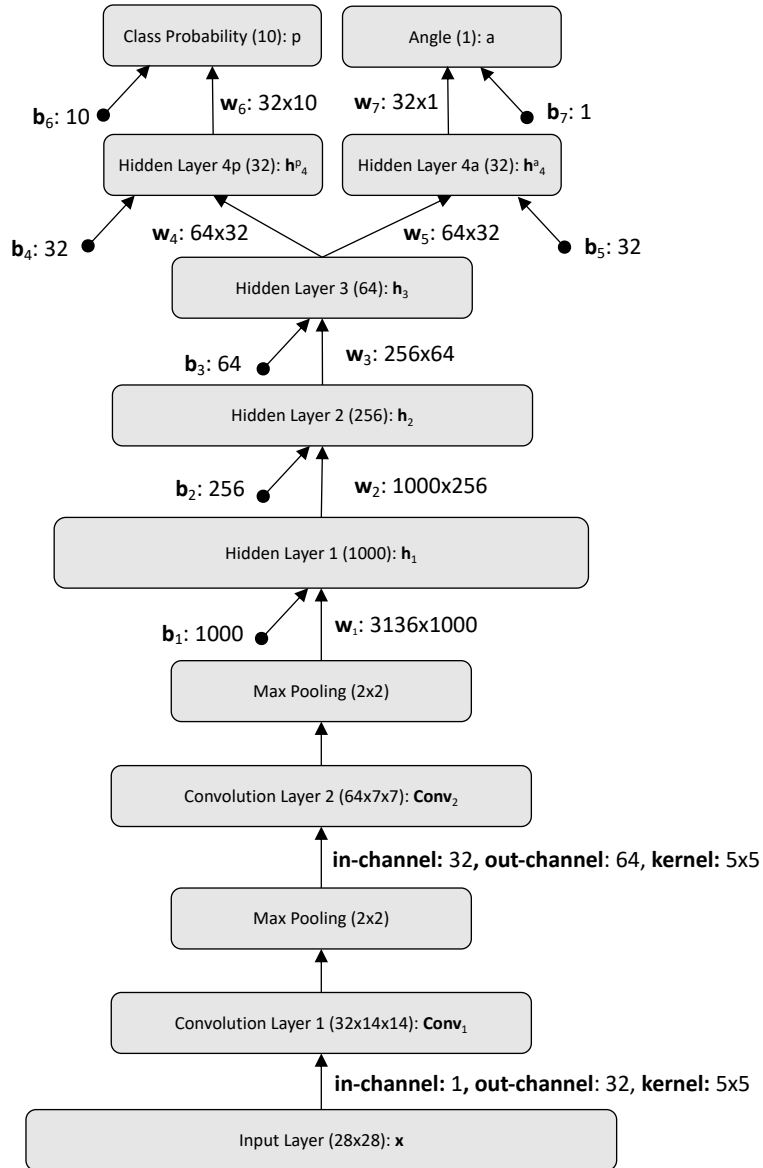 Class Probability (10): p
Angle (1): a
b₆: 10
w₆: 32x10
w₇: 32x1
b₇: 1
Hidden Layer 4p (32): hᵖ₄
Hidden Layer 4a (32): hᵃ₄
b₄: 32
w₄: 64x32
w₅: 64x32
b₅: 32
Hidden Layer 3 (64): h₃
b₃: 64
w₃: 256x64
Hidden Layer 2 (256): h₂
b₂: 256
w₂: 1000x256
Hidden Layer 1 (1000): h₁
b₁: 1000
w₁: 3136x1000
Max Pooling (2x2)
Convolution Layer 2 (64x7x7): Conv₂
in-channel: 32, out-channel: 64, kernel: 5x5
Max Pooling (2x2)
Convolution Layer 1 (32x14x14): Conv₁
in-channel: 1, out-channel: 32, kernel: 5x5
Input Layer (28x28): x